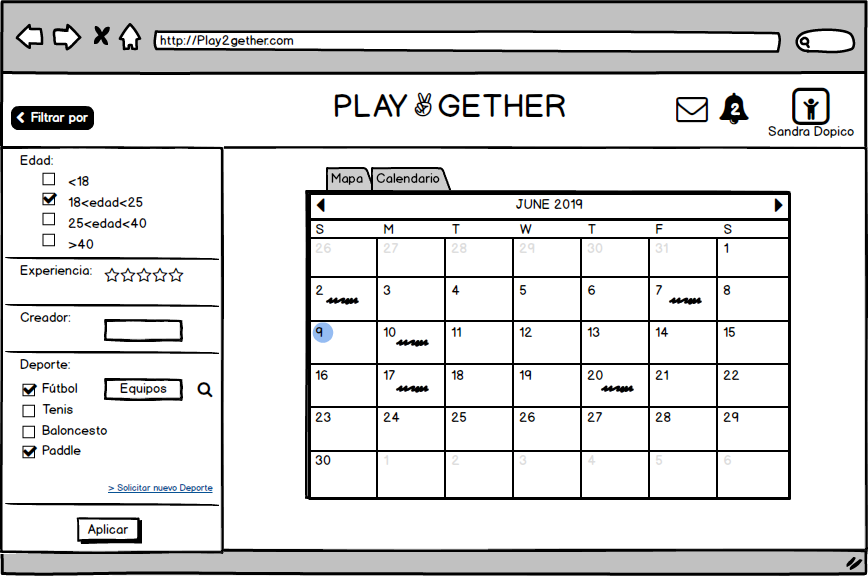 http://Play2gether.com
Filtrar por
PLAY GETHER
2
Sandra Dopico
Edad:
<18
18<edad<25
25<edad<40
>40
Experiencia:
Creador:
Deporte:
Fútbol
Equipos
Tenis
Baloncesto
Paddle
> Solicitar nuevo Deporte
Aplicar
Mapa Calendario
JUNE 2019
S M T W T F S
26 27 28 29 30 31 1
2 3 4 5 6 7 8
9 10 11 12 13 14 15
16 17 18 19 20 21 22
23 24 25 26 27 28 29
30 1 2 3 4 5 6